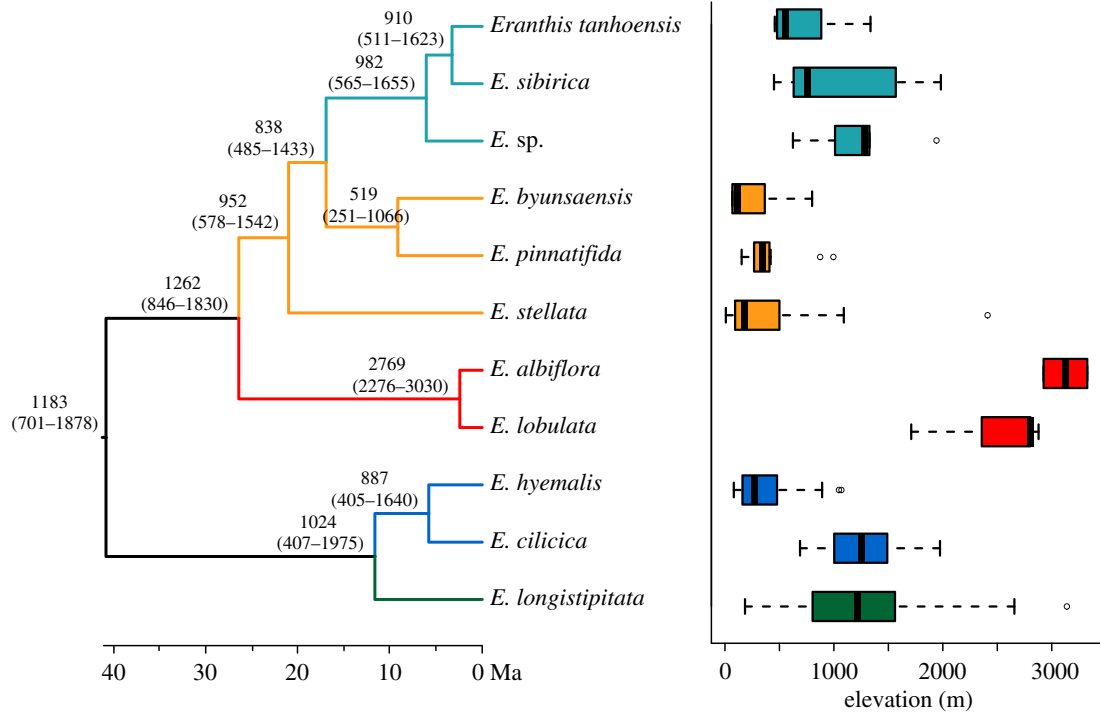 910
(511–1623)
Eranthis tanhoensis
982
(565–1655)
E. sibirica
838
(485–1433)
E. sp.
519
(251–1066)
E. byunsaensis
952
(578–1542)
E. pinnatifida
1262
(846–1830)
E. stellata
2769
(2276–3030)
E. albiflora
1183
(701–1878)
E. lobulata
887
(405–1640)
E. hyemalis
1024
(407–1975)
E. cilicica
E. longistipitata
40 30 20 10 0 Ma
0 1000 2000 3000
elevation (m)